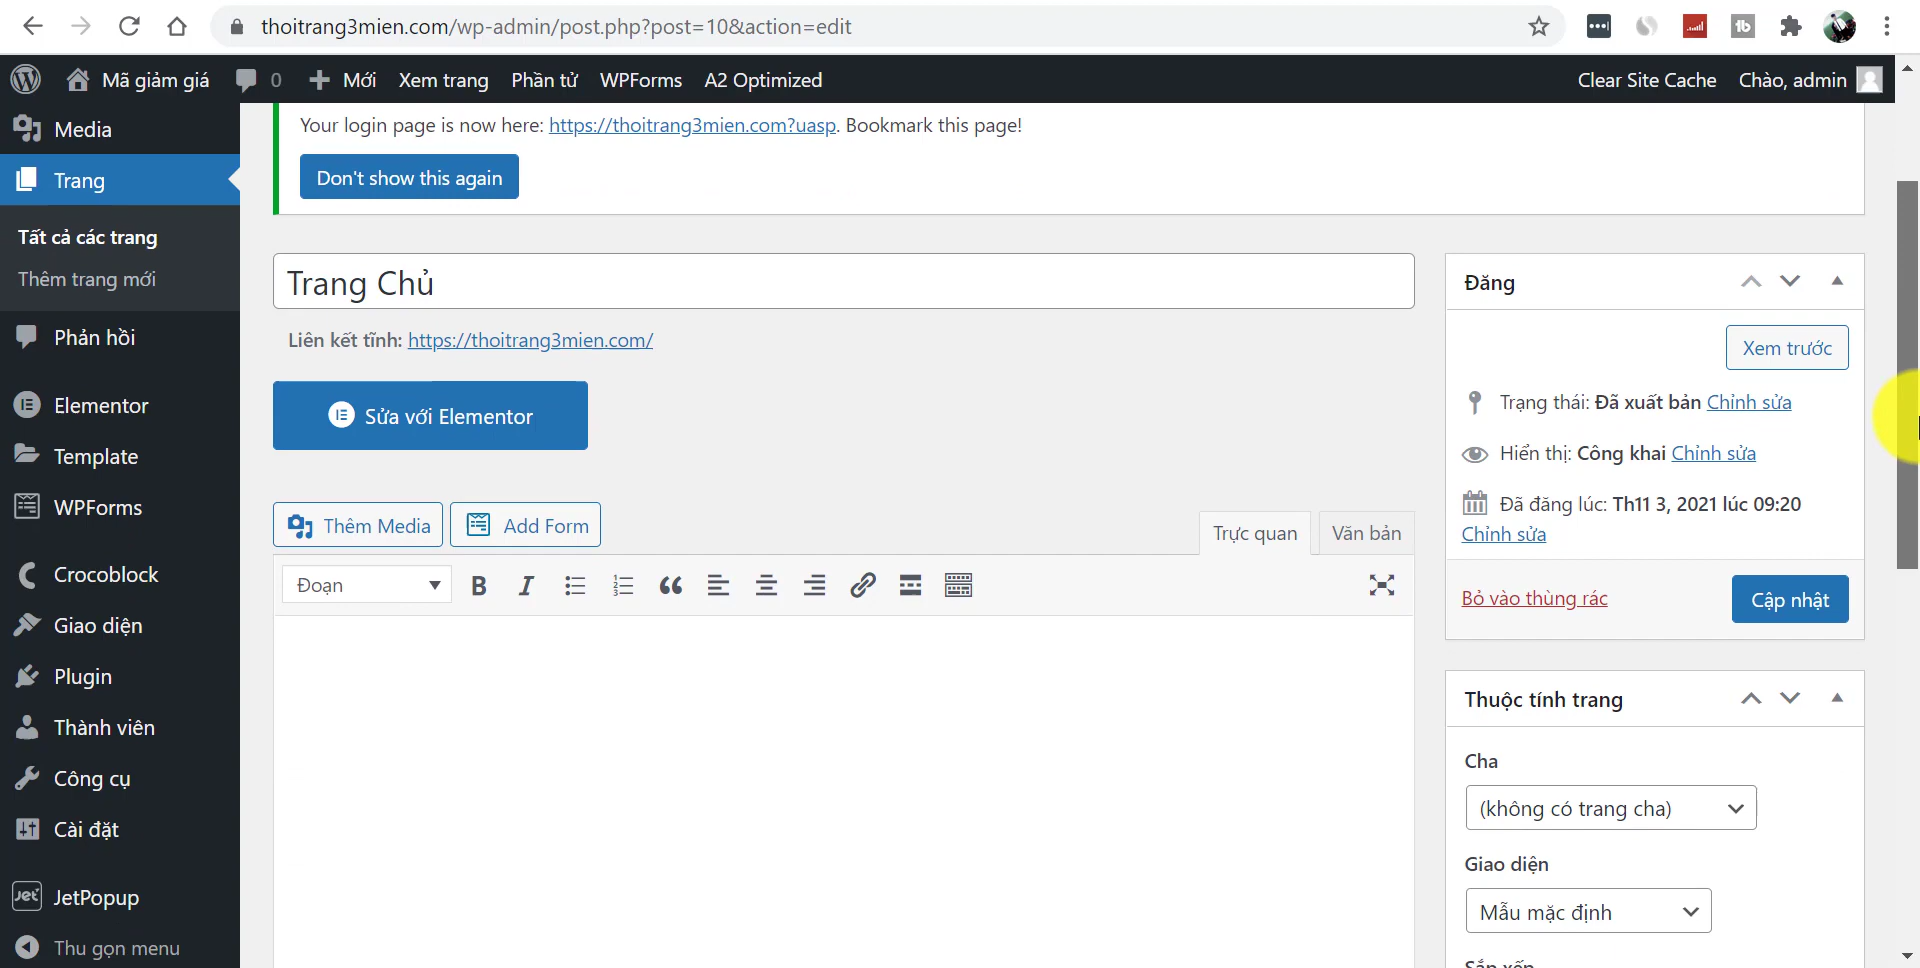 thoitrang3mien.com/wp-admin/post.php?post=10&action=edit
Mã giảm giá 0 Mới Xem trang Phần tử WPForms A2 Optimized Clear Site Cache Chào, admin
Media
Trang
Tất cả các trang
Thêm trang mới
Phản hồi
Elementor
Template
WPForms
Crocoblock
Giao diện
Plugin
Thành viên
Công cụ
Cài đặt
JetPopup
Thu gọn menu
Your login page is now here: https://thoitrang3mien.com?uasp. Bookmark this page!
Don't show this again
Trang Chủ
Liên kết tĩnh: https://thoitrang3mien.com/
Sửa với Elementor
Thêm Media Add Form
Trực quan Văn bản
Đoạn
Đăng
Xem trước
Trạng thái: Đã xuất bản Chỉnh sửa
Hiển thị: Công khai Chỉnh sửa
Đã đăng lúc: Th11 3, 2021 lúc 09:20
Chỉnh sửa
Bỏ vào thùng rác Cập nhật
Thuộc tính trang
Cha
(không có trang cha)
Giao diện
Mẫu mặc định
Sắp xếp